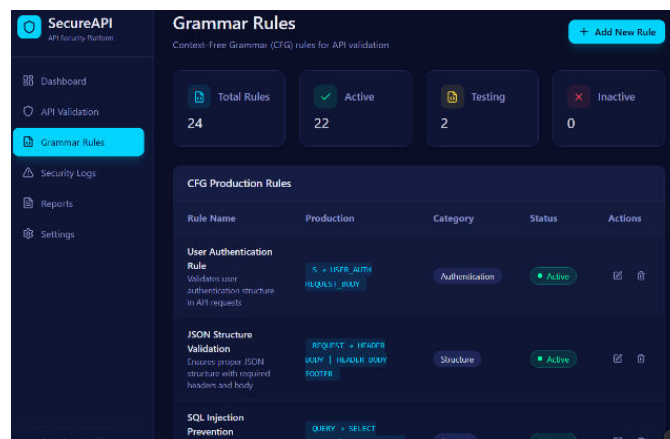 SecureAPI
API Security Platform
Dashboard
API Validation
Grammar Rules
Security Logs
Reports
Settings
Grammar Rules
Context-Free Grammar (CFG) rules for API validation
+ Add New Rule
Total Rules
24
Active
22
Testing
2
Inactive
0
CFG Production Rules
Rule Name Production Category Status Actions
User Authentication
Rule
Validates user
authentication structure
in API requests
S → USER_AUTH
REQUEST_BODY
Authentication
Active
JSON Structure
Validation
Ensures proper JSON
structure with required
headers and body
REQUEST → HEADER
BODY | HEADER BODY
FOOTER
Structure
Active
SQL Injection
Prevention
QUERY → SELECT